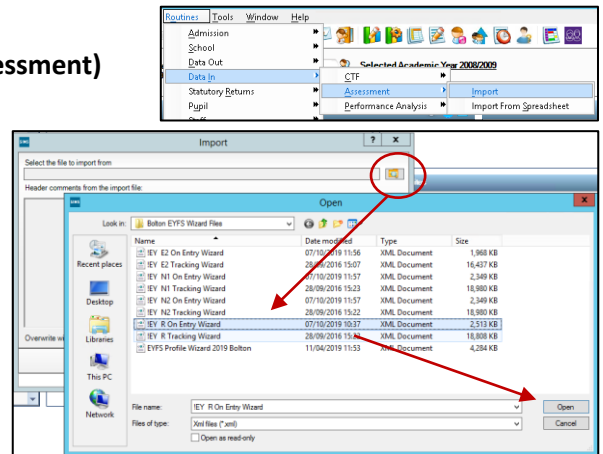 essment)
Routines Tools Window Help
Admission
School
Data Out
Selected Academic Year 2008/2009
Data In
CTF
Statutory Returns
Assessment
Import
Pupil
Performance Analysis
Import From Spreadsheet
Import
Select the file to import from
Header comments from the import file:
Open
Look in: Bolton EYFS Wizard Files
Name Date modified Type Size
!EY E2 On Entry Wizard 07/10/2019 11:56 XML Document 1,968 KB
!EY E2 Tracking Wizard 28/09/2016 15:07 XML Document 16,437 KB
!EY N1 On Entry Wizard 07/10/2019 11:57 XML Document 2,349 KB
!EY N1 Tracking Wizard 28/09/2016 15:23 XML Document 18,980 KB
!EY N2 On Entry Wizard 07/10/2019 11:57 XML Document 2,349 KB
!EY N2 Tracking Wizard 28/09/2016 15:22 XML Document 18,980 KB
!EY R On Entry Wizard 07/10/2019 10:37 XML Document 2,513 KB
!EY R Tracking Wizard 28/09/2016 XML Document 18,808 KB
EYFS Profile Wizard 2019 Bolton 11/04/2019 11:53 XML Document 4,284 KB
Recent places
Desktop
Libraries
This PC
Network
Overwrite
File name: !EY R On Entry Wizard Open
Files of type: Xml files (*.xml) Cancel
Open as read-only